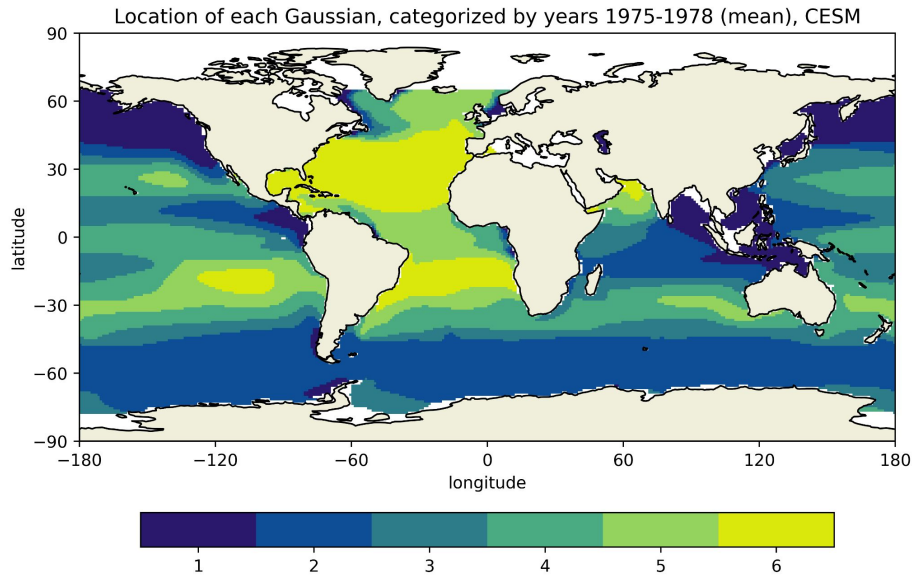 Location of each Gaussian, categorized by years 1975-1978 (mean), CESM
90
60
30
0
−30
−60
−90
latitude
−180 −120 −60 0 60 120 180
longitude
1 2 3 4 5 6